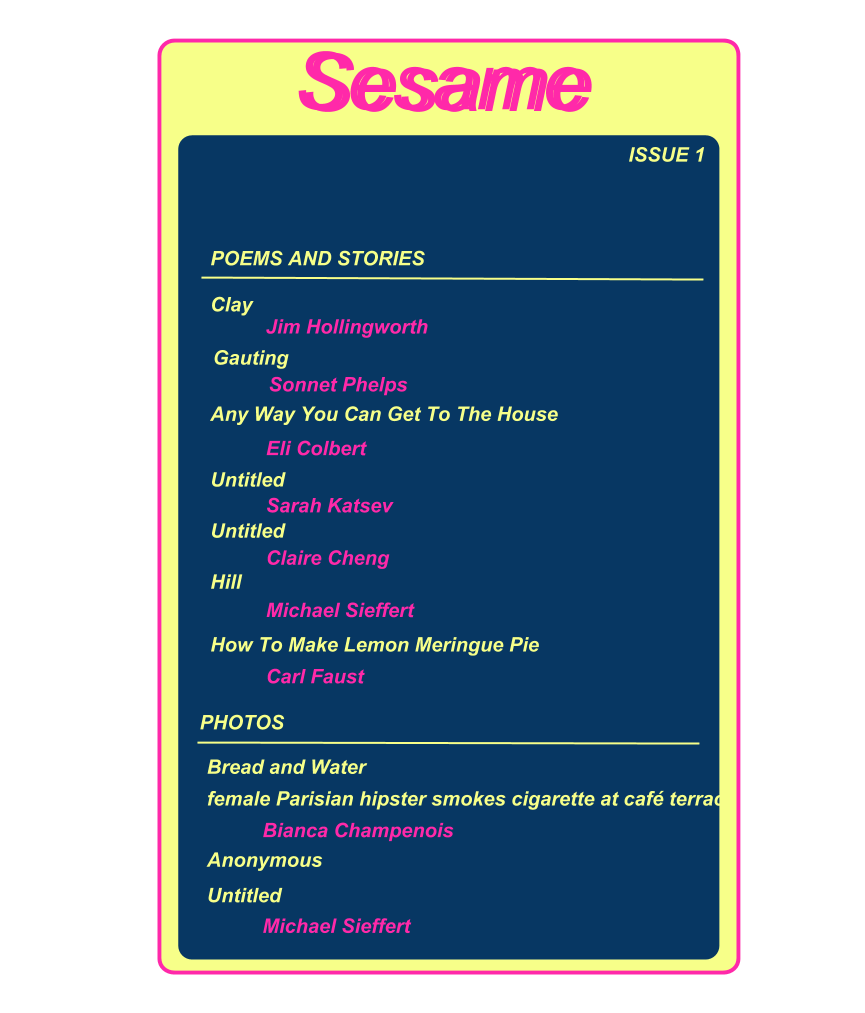 Sesame
ISSUE 1
POEMS AND STORIES
Clay
Jim Hollingworth
Gauting
Sonnet Phelps
Any Way You Can Get To The House
Eli Colbert
Untitled
Sarah Katsev
Untitled
Claire Cheng
Hill
Michael Sieffert
How To Make Lemon Meringue Pie
Carl Faust
PHOTOS
Bread and Water
female Parisian hipster smokes cigarette at café
Bianca Champenois
Anonymous
Untitled
Michael Sieffert